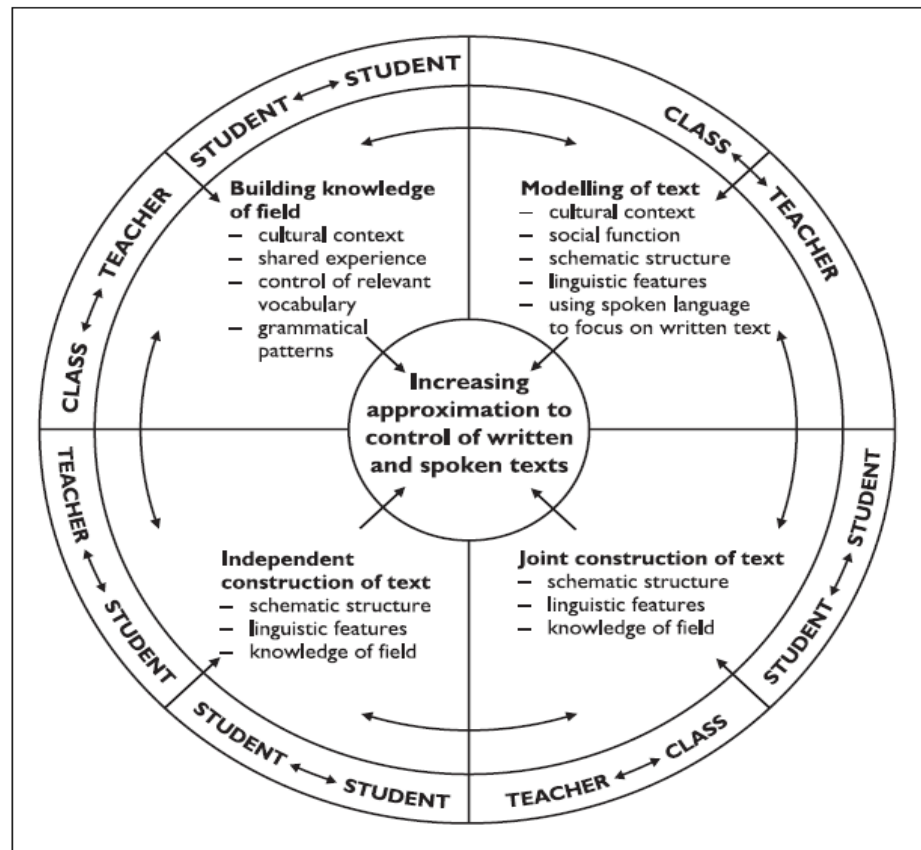 STUDENT ↔ STUDENT
CLASS ↔ TEACHER
CLASS ↔ TEACHER
Building knowledge
of field
– cultural context
– shared experience
– control of relevant
vocabulary
– grammatical
patterns
Modelling of text
– cultural context
– social function
– schematic structure
– linguistic features
– using spoken language
to focus on written text
Increasing
approximation to
control of written
and spoken texts
Independent
construction of text
– schematic structure
– linguistic features
– knowledge of field
Joint construction of text
– schematic structure
– linguistic features
– knowledge of field
TEACHER ↔ STUDENT
STUDENT ↔ STUDENT
STUDENT ↔ STUDENT
TEACHER ↔ CLASS